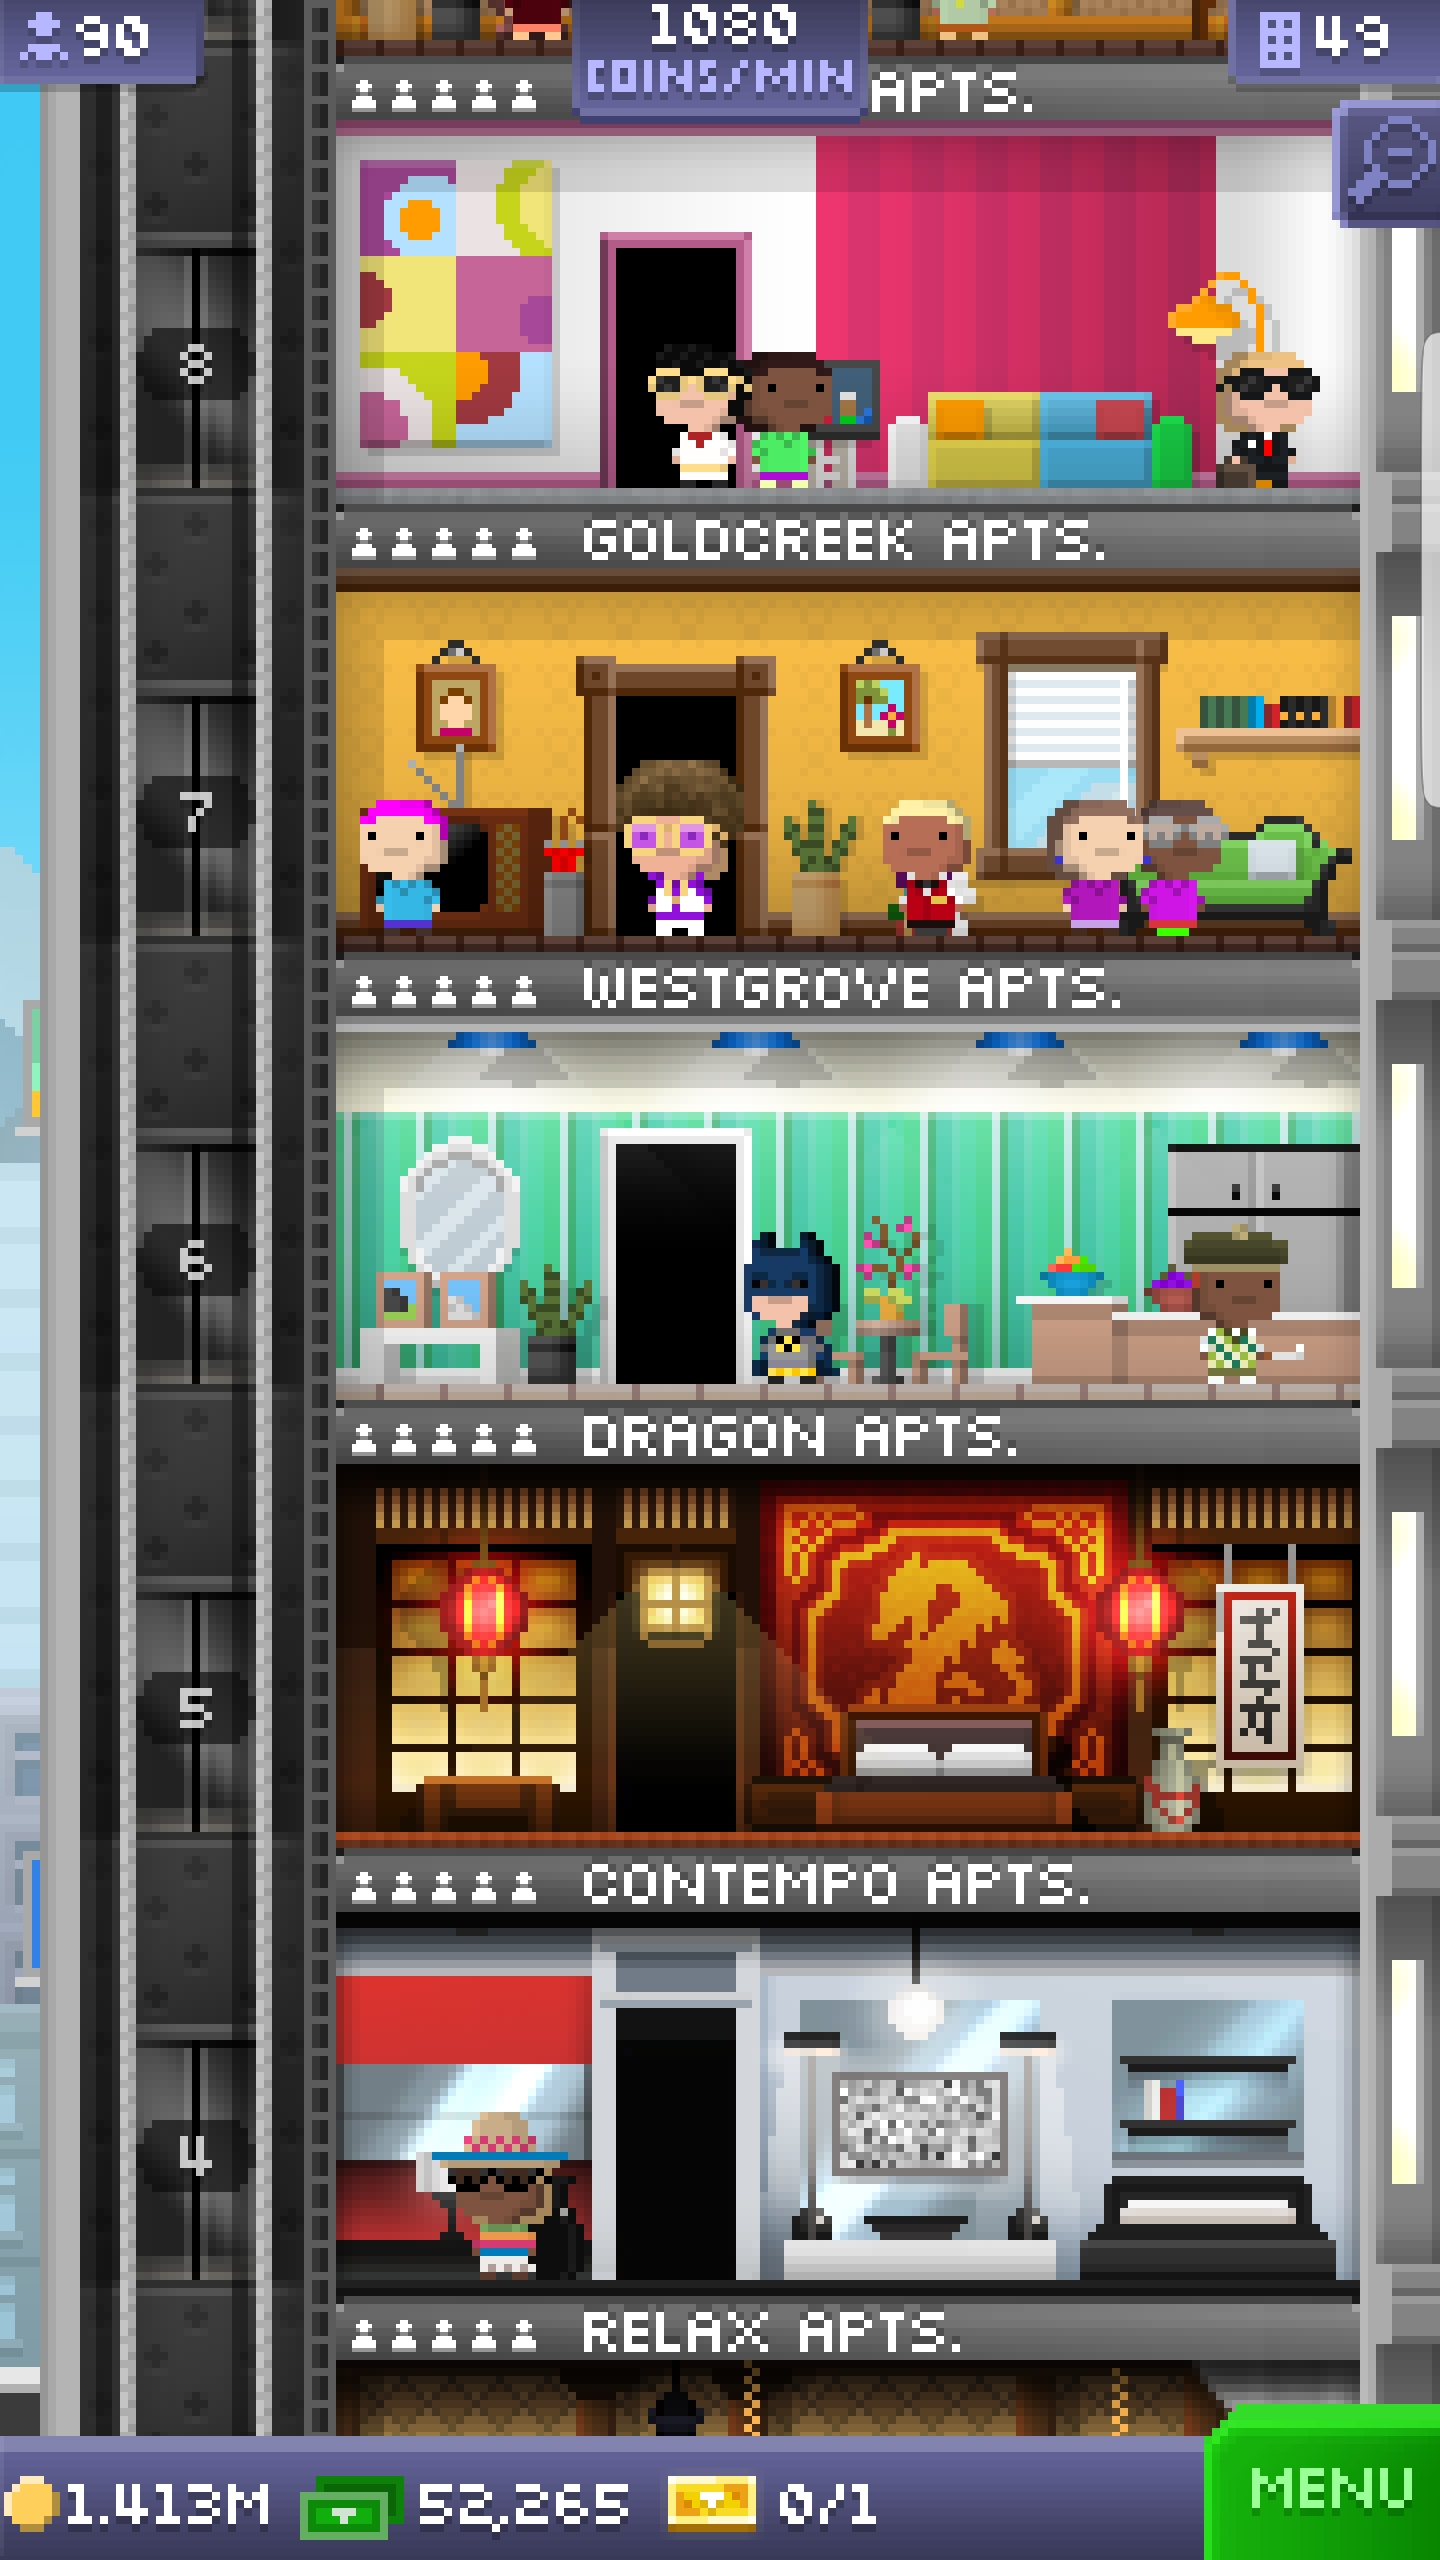 90
1080
COINS/MIN
49
APTS.
8
GOLDCREEK APTS.
7
WESTGROVE APTS.
6
DRAGON APTS.
5
CONTEMPO APTS.
4
RELAX APTS.
1.413M 52,265 0/1 MENU